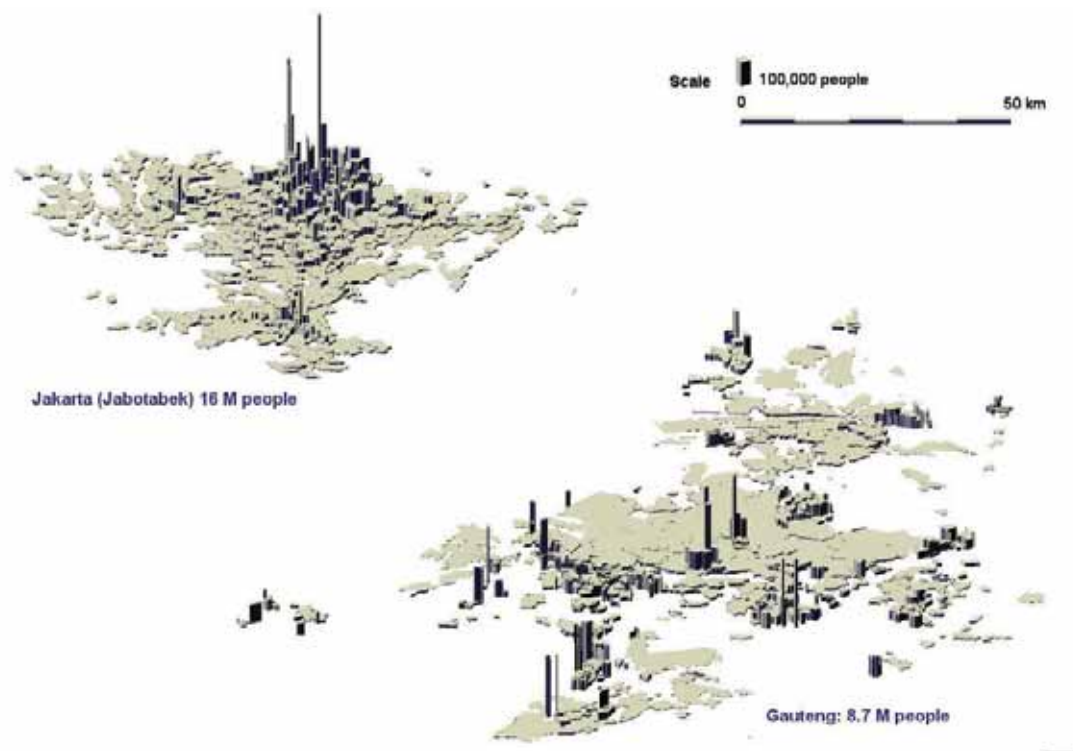 Scale
100,000 people
0
50 km
Jakarta (Jabotabek) 16 M people
Gauteng: 8.7 M people